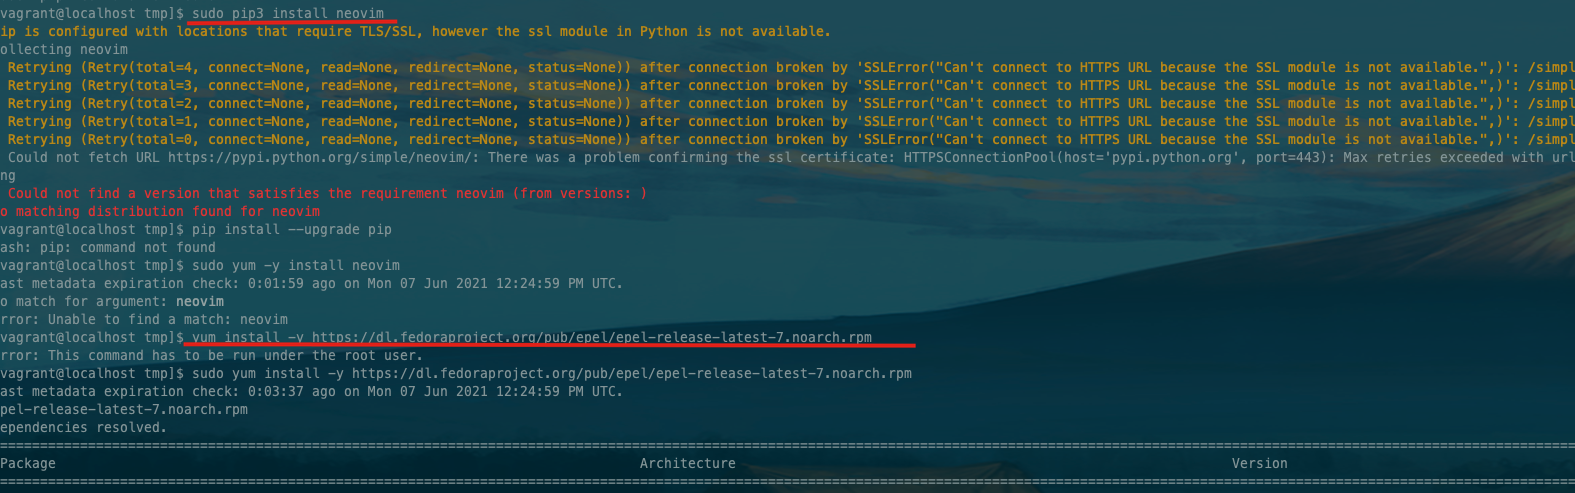 vagrant@localhost tmp]$ sudo pip3 install neovim
ip is configured with locations that require TLS/SSL, however the ssl module in Python is not available.
ollecting neovim
Retrying (Retry(total=4, connect=None, read=None, redirect=None, status=None)) after connection broken by 'SSLError("Can't connect to HTTPS URL because the SSL module is not available.",)': /simpl
Retrying (Retry(total=3, connect=None, read=None, redirect=None, status=None)) after connection broken by 'SSLError("Can't connect to HTTPS URL because the SSL module is not available.",)': /simpl
Retrying (Retry(total=2, connect=None, read=None, redirect=None, status=None)) after connection broken by 'SSLError("Can't connect to HTTPS URL because the SSL module is not available.",)': /simpl
Retrying (Retry(total=1, connect=None, read=None, redirect=None, status=None)) after connection broken by 'SSLError("Can't connect to HTTPS URL because the SSL module is not available.",)': /simpl
Retrying (Retry(total=0, connect=None, read=None, redirect=None, status=None)) after connection broken by 'SSLError("Can't connect to HTTPS URL because the SSL module is not available.",)': /simpl
Could not fetch URL https://pypi.python.org/simple/neovim/: There was a problem confirming the ssl certificate: HTTPSConnectionPool(host='pypi.python.org', port=443): Max retries exceeded with url
ng
Could not find a version that satisfies the requirement neovim (from versions: )
o matching distribution found for neovim
vagrant@localhost tmp]$ pip install --upgrade pip
ash: pip: command not found
vagrant@localhost tmp]$ sudo yum -y install neovim
ast metadata expiration check: 0:01:59 ago on Mon 07 Jun 2021 12:24:59 PM UTC.
o match for argument: neovim
rror: Unable to find a match: neovim
vagrant@localhost tmp]$ yum install -y https://dl.fedoraproject.org/pub/epel/epel-release-latest-7.noarch.rpm
rror: This command has to be run under the root user.
vagrant@localhost tmp]$ sudo yum install -y https://dl.fedoraproject.org/pub/epel/epel-release-latest-7.noarch.rpm
ast metadata expiration check: 0:03:37 ago on Mon 07 Jun 2021 12:24:59 PM UTC.
pel-release-latest-7.noarch.rpm
ependencies resolved.
Package Architecture Version